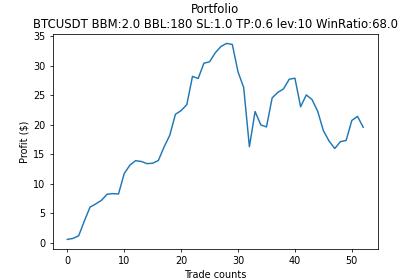 Portfolio
BTCUSDT BBM:2.0 BBL:180 SL:1.0 TP:0.6 lev:10 WinRatio:68.0
35
30
25
20
15
10
5
0
Profit ($)
0 10 20 30 40 50
Trade counts